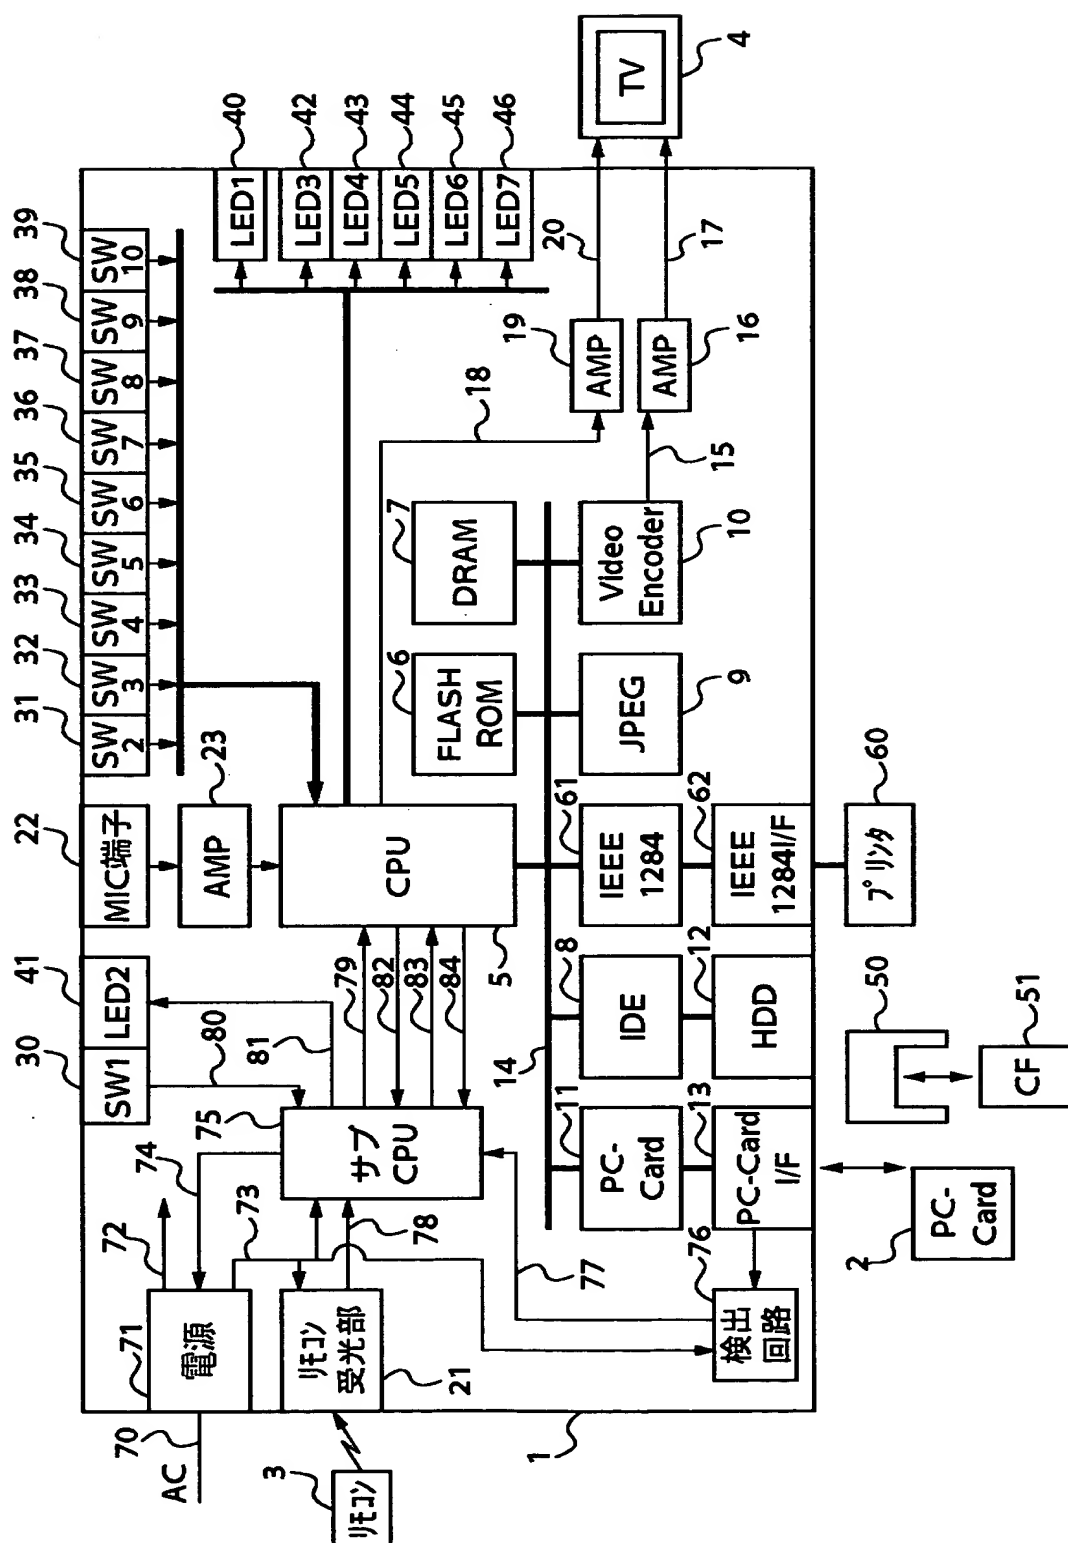 39
38
37
36
35
34
33
32
31
22
41
30
SW
10
SW
9
SW
8
SW
7
SW
6
SW
5
SW
4
SW
3
SW
2
MIC端子
LED2
SW1
23
AMP
40
LED1
42
LED3
43
LED4
44
LED5
45
LED6
46
LED7
80
81
CPU
5
79
82
83
84
75
サブ
CPU
74
73
72
78
77
71
電源
70
AC
リモコン
受光部
21
3
リモコン
1
18
20
17
19
AMP
16
AMP
4
TV
15
7
DRAM
6
FLASH
ROM
14
10
Video
Encoder
9
JPEG
61
IEEE
1284
8
IDE
11
PC-
Card
62
IEEE
1284I/F
12
HDD
13
PC-Card
I/F
76
検出
回路
60
プリンタ
50
51
CF
2
PC-
Card